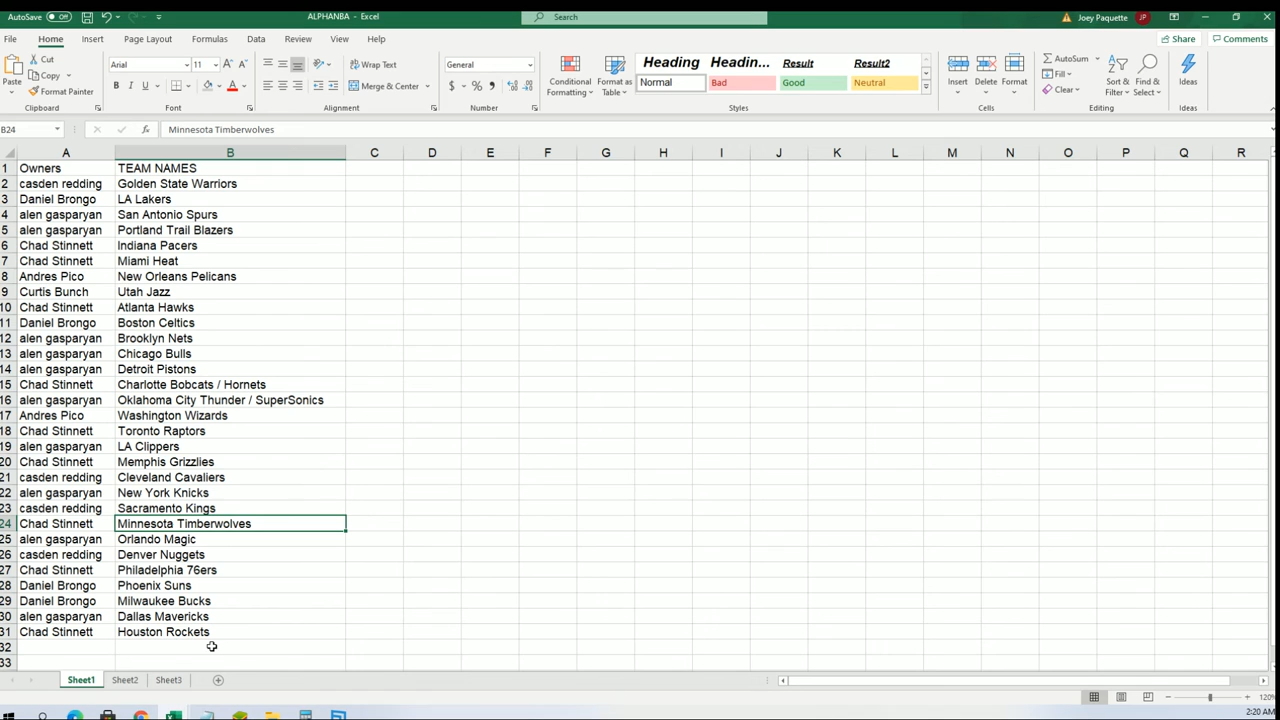 AutoSave Off
ALPHANBA - Excel
Search
Joey Paquette JP
File Home Insert Page Layout Formulas Data Review View Help
Share Comments
Paste
Cut
Copy
Format Painter
Clipboard
Arial 11
B I U
Font
Wrap Text
Merge & Center
Alignment
General
$ %
Number
Conditional Formatting
Format as Table
Heading Headin... Result Result2
Normal Bad Good Neutral
Styles
Insert Delete Format
Cells
AutoSum
Fill
Clear
Sort & Filter
Find & Select
Editing
Ideas
Ideas
B24 fx Minnesota Timberwolves
A B C D E F G H I J K L M N O P Q R
1 Owners TEAM NAMES
2 casden redding Golden State Warriors
3 Daniel Brongo LA Lakers
4 alen gasparyan San Antonio Spurs
5 alen gasparyan Portland Trail Blazers
6 Chad Stinnett Indiana Pacers
7 Chad Stinnett Miami Heat
8 Andres Pico New Orleans Pelicans
9 Curtis Bunch Utah Jazz
10 Chad Stinnett Atlanta Hawks
11 Daniel Brongo Boston Celtics
12 alen gasparyan Brooklyn Nets
13 alen gasparyan Chicago Bulls
14 alen gasparyan Detroit Pistons
15 Chad Stinnett Charlotte Bobcats / Hornets
16 alen gasparyan Oklahoma City Thunder / SuperSonics
17 Andres Pico Washington Wizards
18 Chad Stinnett Toronto Raptors
19 alen gasparyan LA Clippers
20 Chad Stinnett Memphis Grizzlies
21 casden redding Cleveland Cavaliers
22 alen gasparyan New York Knicks
23 casden redding Sacramento Kings
24 Chad Stinnett Minnesota Timberwolves
25 alen gasparyan Orlando Magic
26 casden redding Denver Nuggets
27 Chad Stinnett Philadelphia 76ers
28 Daniel Brongo Phoenix Suns
29 Daniel Brongo Milwaukee Bucks
30 alen gasparyan Dallas Mavericks
31 Chad Stinnett Houston Rockets
32
33
Sheet1 Sheet2 Sheet3
120%
2:20 AM